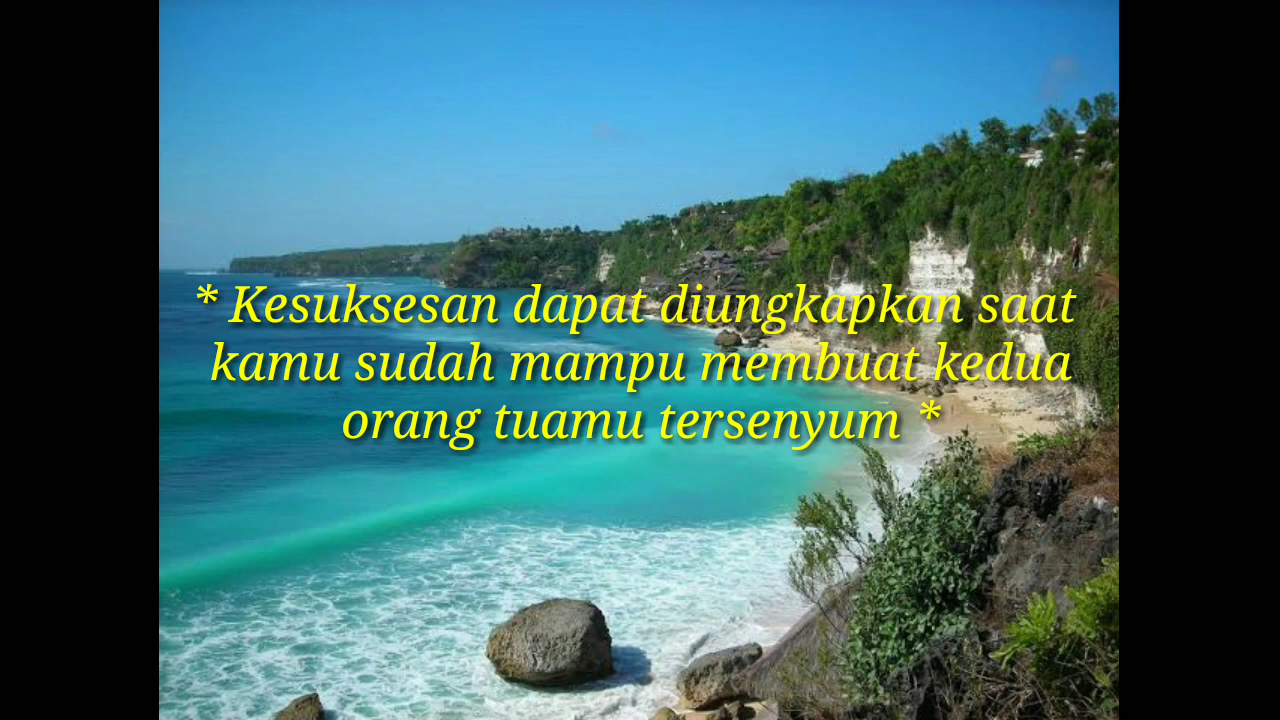 * Kesuksesan dapat diungkapkan saat
kamu sudah mampu membuat kedua
orang tuamu tersenyum *